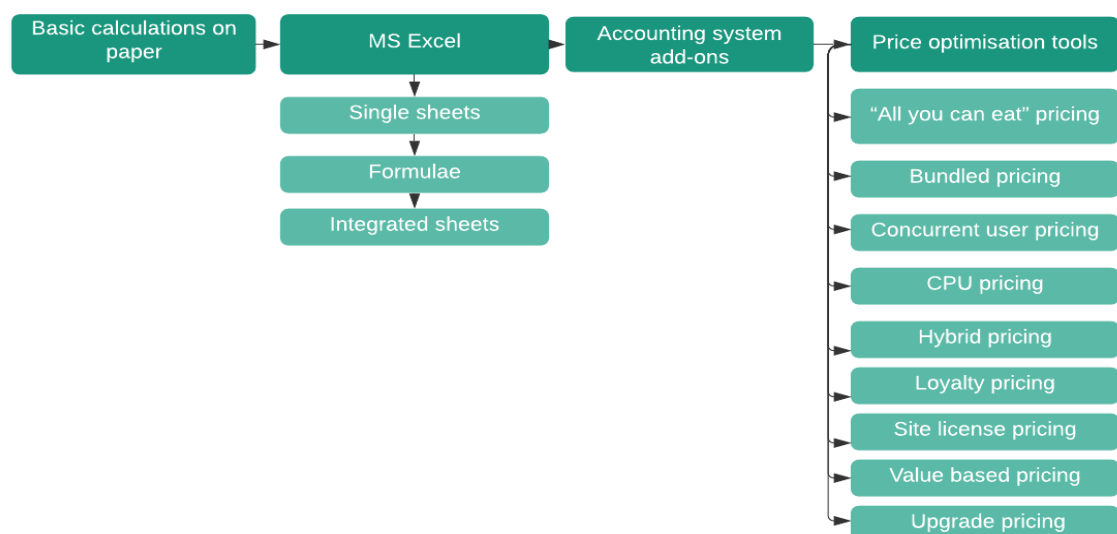 Basic calculations on
paper
MS Excel
Accounting system
add-ons
Price optimisation tools
Single sheets
Formulae
Integrated sheets
“All you can eat” pricing
Bundled pricing
Concurrent user pricing
CPU pricing
Hybrid pricing
Loyalty pricing
Site license pricing
Value based pricing
Upgrade pricing